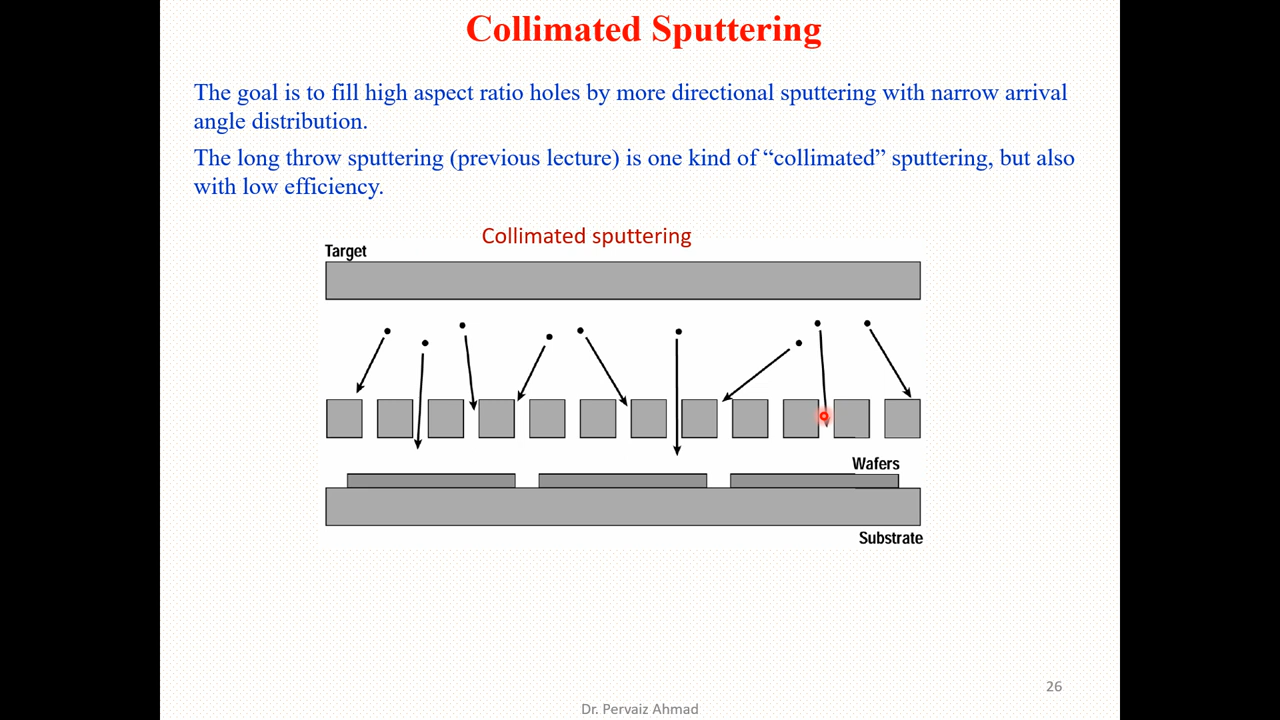 Collimated Sputtering
The goal is to fill high aspect ratio holes by more directional sputtering with narrow arrival
angle distribution.
The long throw sputtering (previous lecture) is one kind of “collimated” sputtering, but also
with low efficiency.
Collimated sputtering
Target
Wafers
Substrate
26
Dr. Pervaiz Ahmad